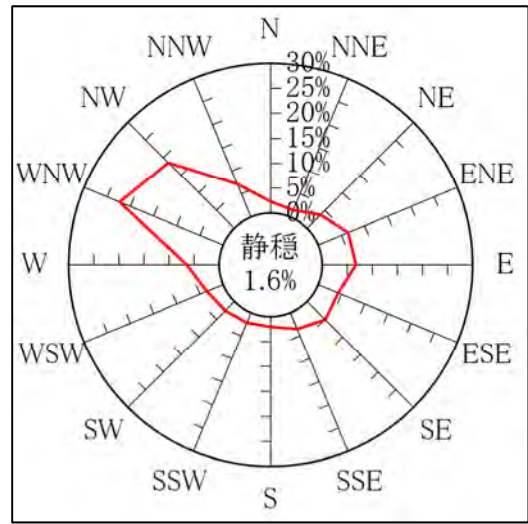 N
NNW
NNE
NW
NE
WNW
ENE
W
E
WSW
ESE
SW
SE
SSW
SSE
S
30%
25%
20%
15%
10%
5%
0%
静穏
1.6%